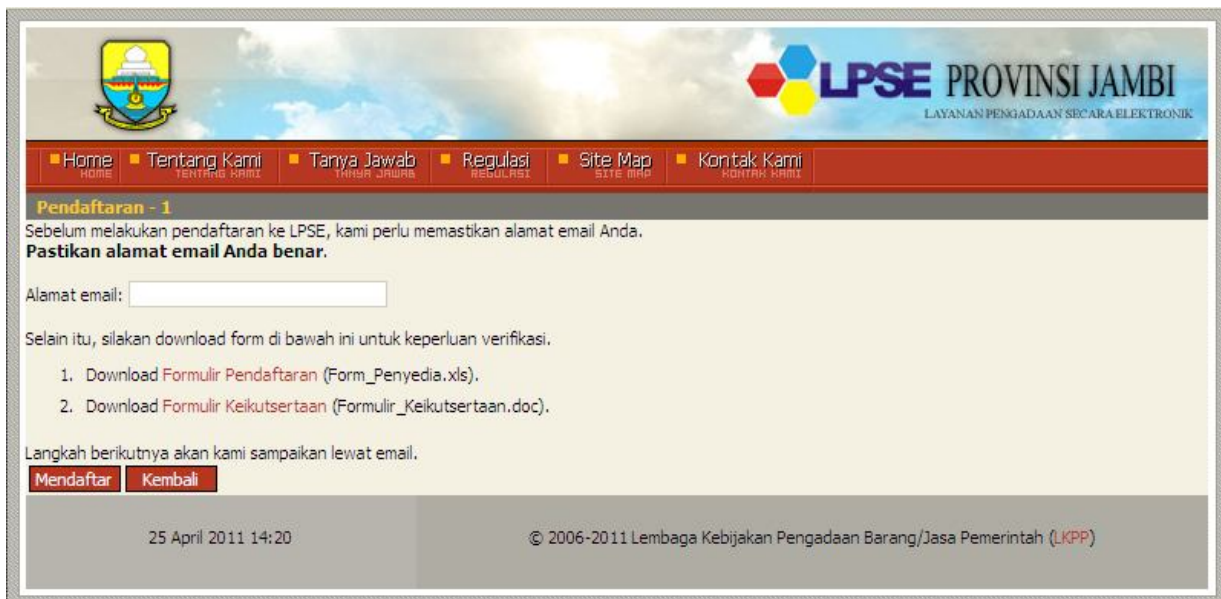 LPSE PROVINSI JAMBI
LAYANAN PENGADAAN SECARA ELEKTRONIK
Home Tentang Kami Tanya Jawab Regulasi Site Map Kontak Kami
HOME TENTANG KAMI TANYA JAWAB REGULASI SITE MAP KONTAK KAMI
Pendaftaran - 1
Sebelum melakukan pendaftaran ke LPSE, kami perlu memastikan alamat email Anda.
Pastikan alamat email Anda benar.
Alamat email:
Selain itu, silakan download form di bawah ini untuk keperluan verifikasi.
1. Download Formulir Pendaftaran (Form_Penyedia.xls).
2. Download Formulir Keikutsertaan (Formulir_Keikutsertaan.doc).
Langkah berikutnya akan kami sampaikan lewat email.
Mendaftar Kembali
25 April 2011 14:20 © 2006-2011 Lembaga Kebijakan Pengadaan Barang/Jasa Pemerintah (LKPP)